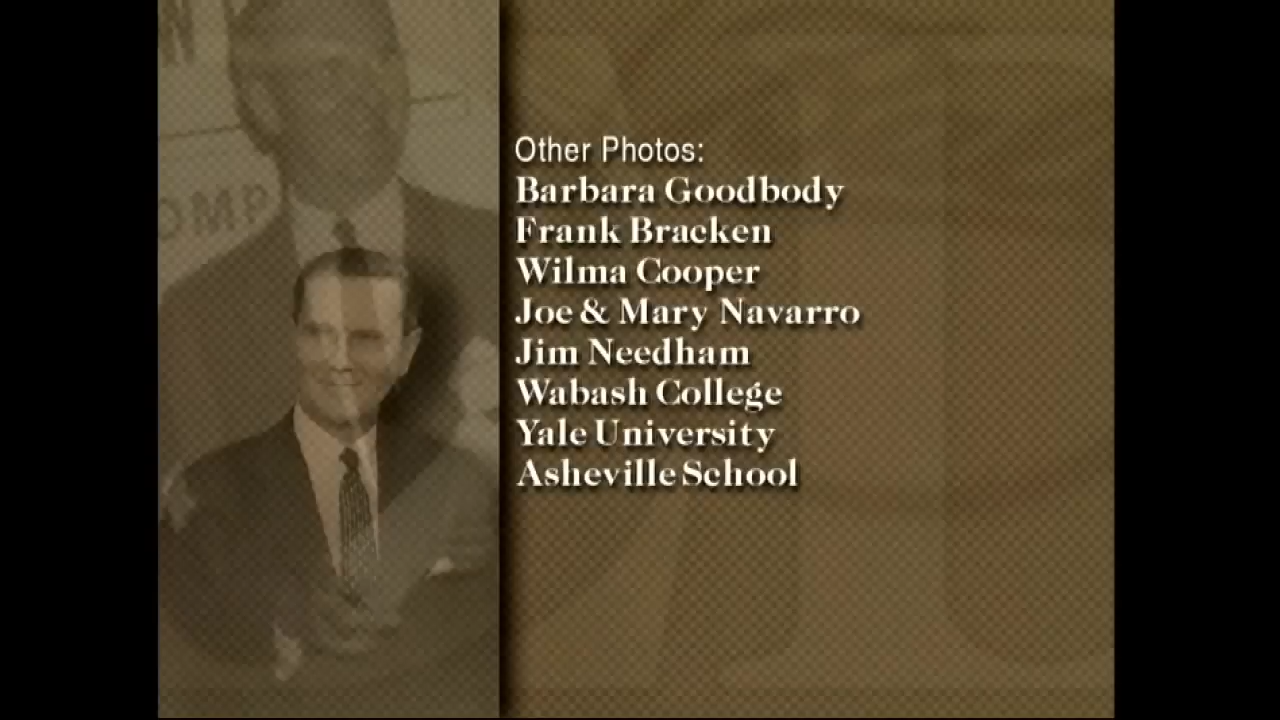 Other Photos:
Barbara Goodbody
Frank Bracken
Wilma Cooper
Joe & Mary Navarro
Jim Needham
Wabash College
Yale University
Asheville School